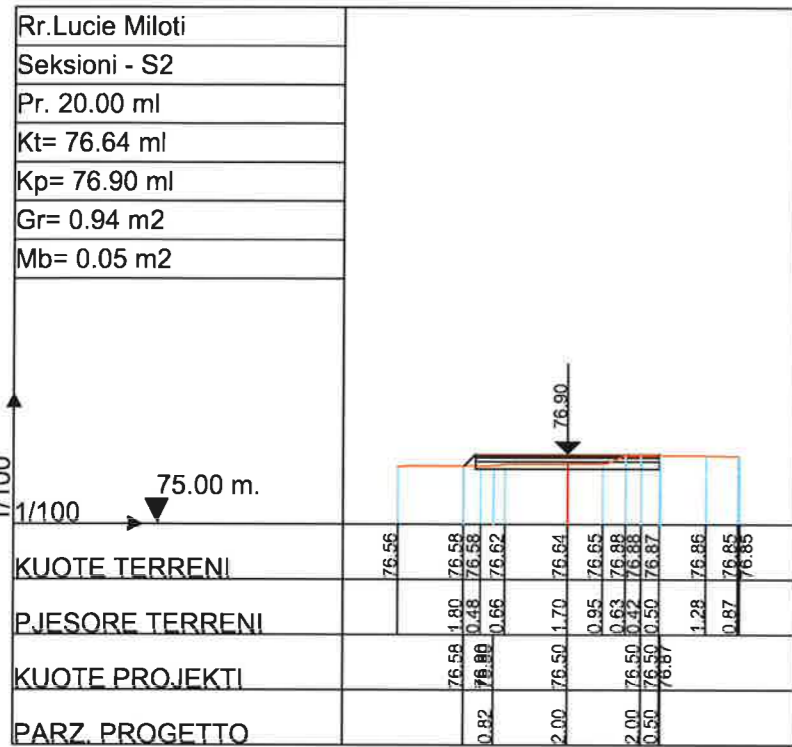 Rr.Lucie Miloti
Seksioni - S2
Pr. 20.00 ml
Kt= 76.64 ml
Kp= 76.90 ml
Gr= 0.94 m2
Mb= 0.05 m2
76.90
75.00 m.
1/100
1/100
KUOTE TERRENI 76.56 76.58 76.58 76.62 76.64 76.65 76.88 76.88 76.87 76.86 76.85 76.85
PJESORE TERRENI 1.80 0.48 0.66 1.70 0.95 0.63 0.42 0.50 1.28 0.87
KUOTE PROJEKTI 76.58 76.50 76.50 76.50 76.87
PARZ. PROGETTO 0.82 2.00 2.00 0.50